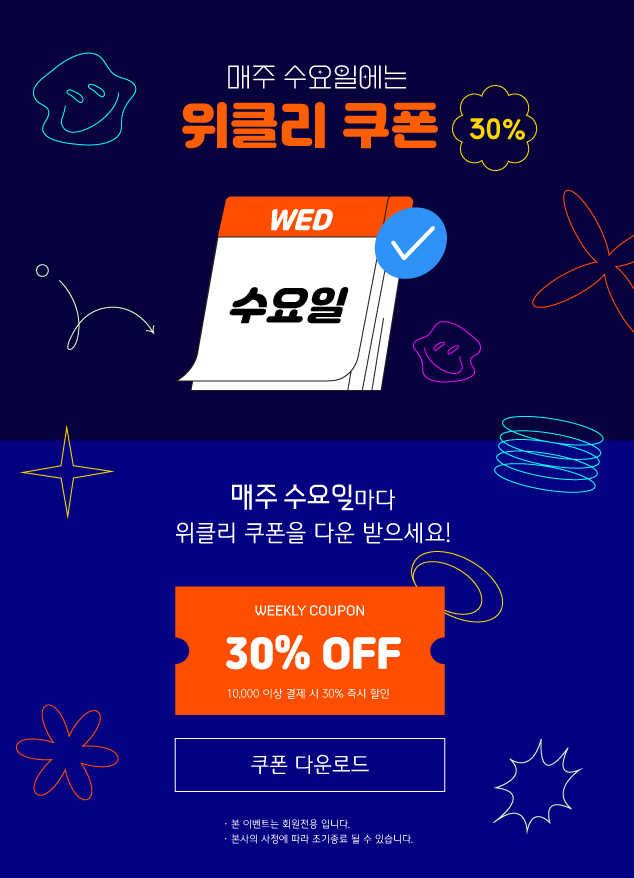 매주 수요일에는
위클리 쿠폰
30%
WED
수요일
매주 수요일마다
위클리 쿠폰을 다운 받으세요!
WEEKLY COUPON
30% OFF
10,000 이상 결제 시 30% 즉시 할인
쿠폰 다운로드
· 본 이벤트는 회원전용 입니다.
· 본사의 사정에 따라 조기종료 될 수 있습니다.